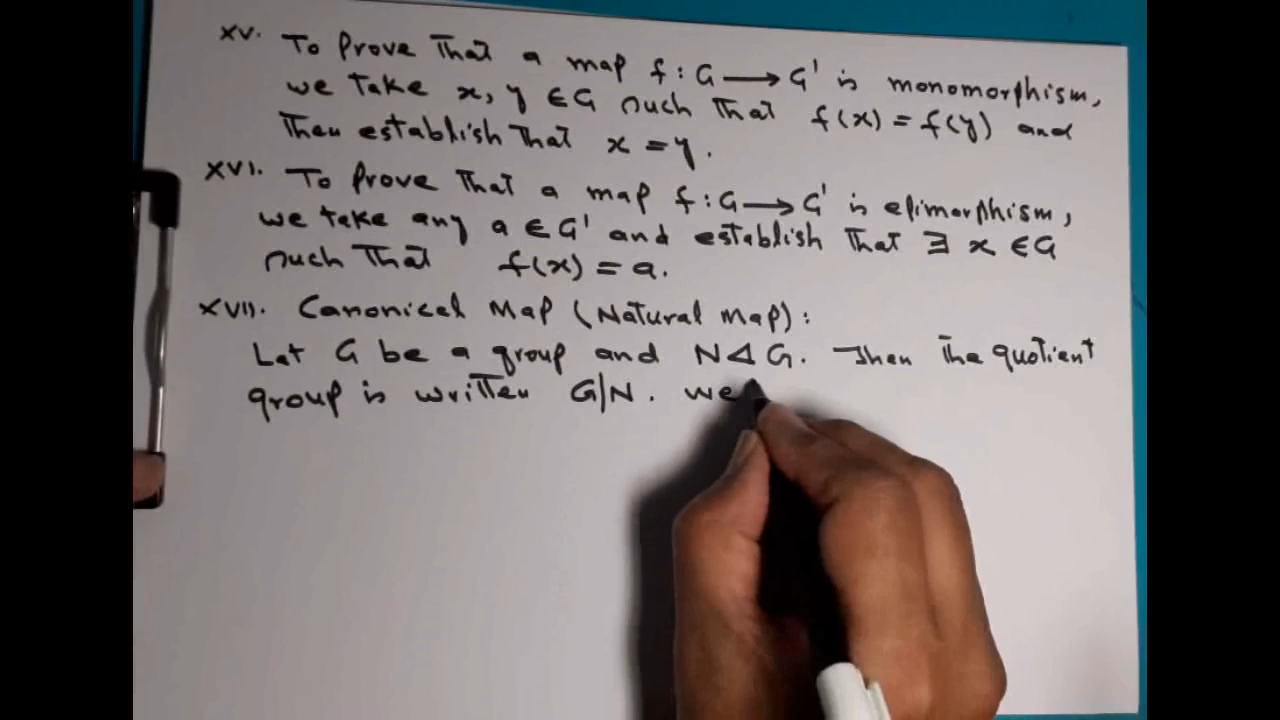 XV. To prove that a map f : G ⟶ G' is monomorphism,
we take x, y ∈ G such that f(x) = f(y) and
then establish that x = y.
XVI. To prove that a map f : G ⟶ G' is epimorphism,
we take any a ∈ G' and establish that ∃ x ∈ G
such that f(x) = a.
XVII. Canonical Map (Natural Map):
Let G be a group and N ⊲ G. Then the quotient
group is written G/N. we